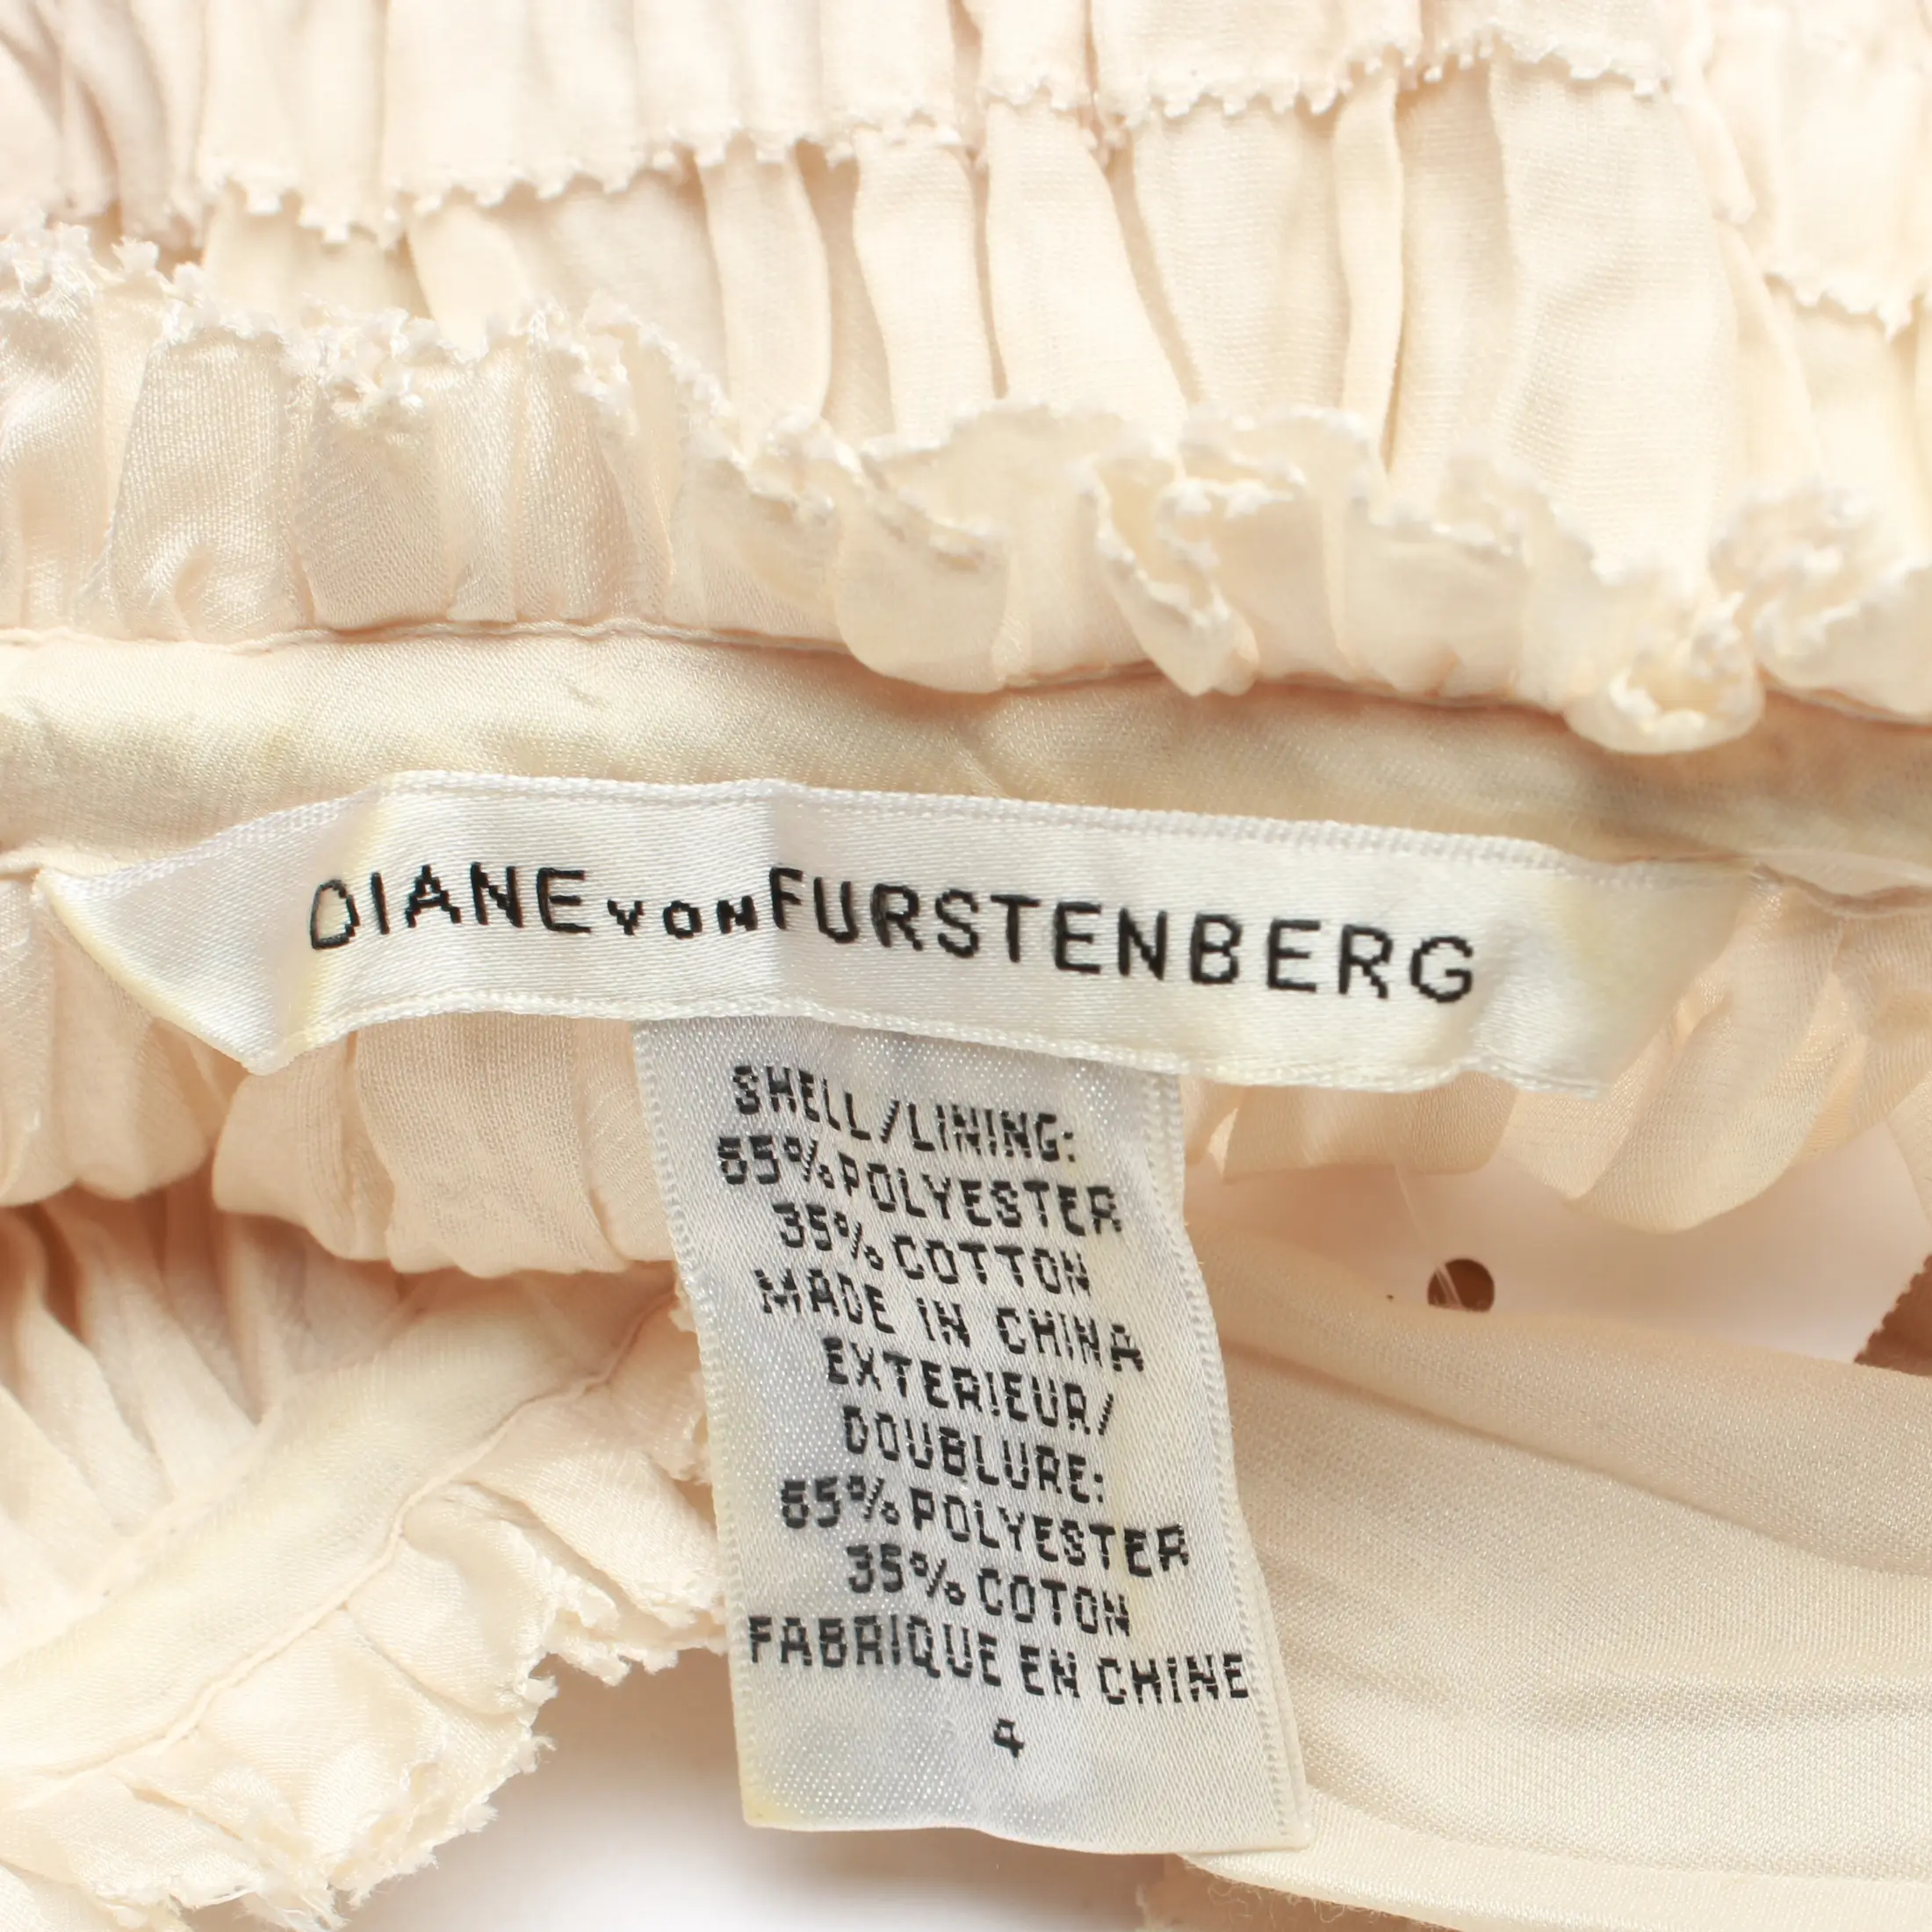 DIANE VON FURSTENBERG
SHELL/LINING:
65% POLYESTER
35% COTTON
MADE IN CHINA
EXTERIEUR/
DOUBLURE:
65% POLYESTER
35% COTON
FABRIQUE EN CHINE
4